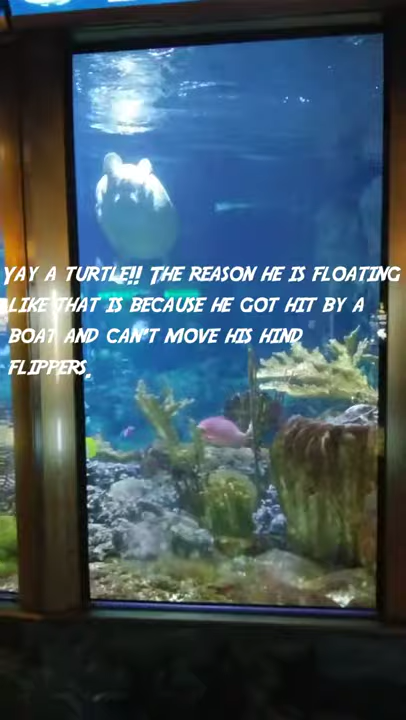 YAY A TURTLE!! THE REASON HE IS FLOATING
LIKE THAT IS BECAUSE HE GOT HIT BY A
BOAT AND CAN'T MOVE HIS HIND
FLIPPERS.